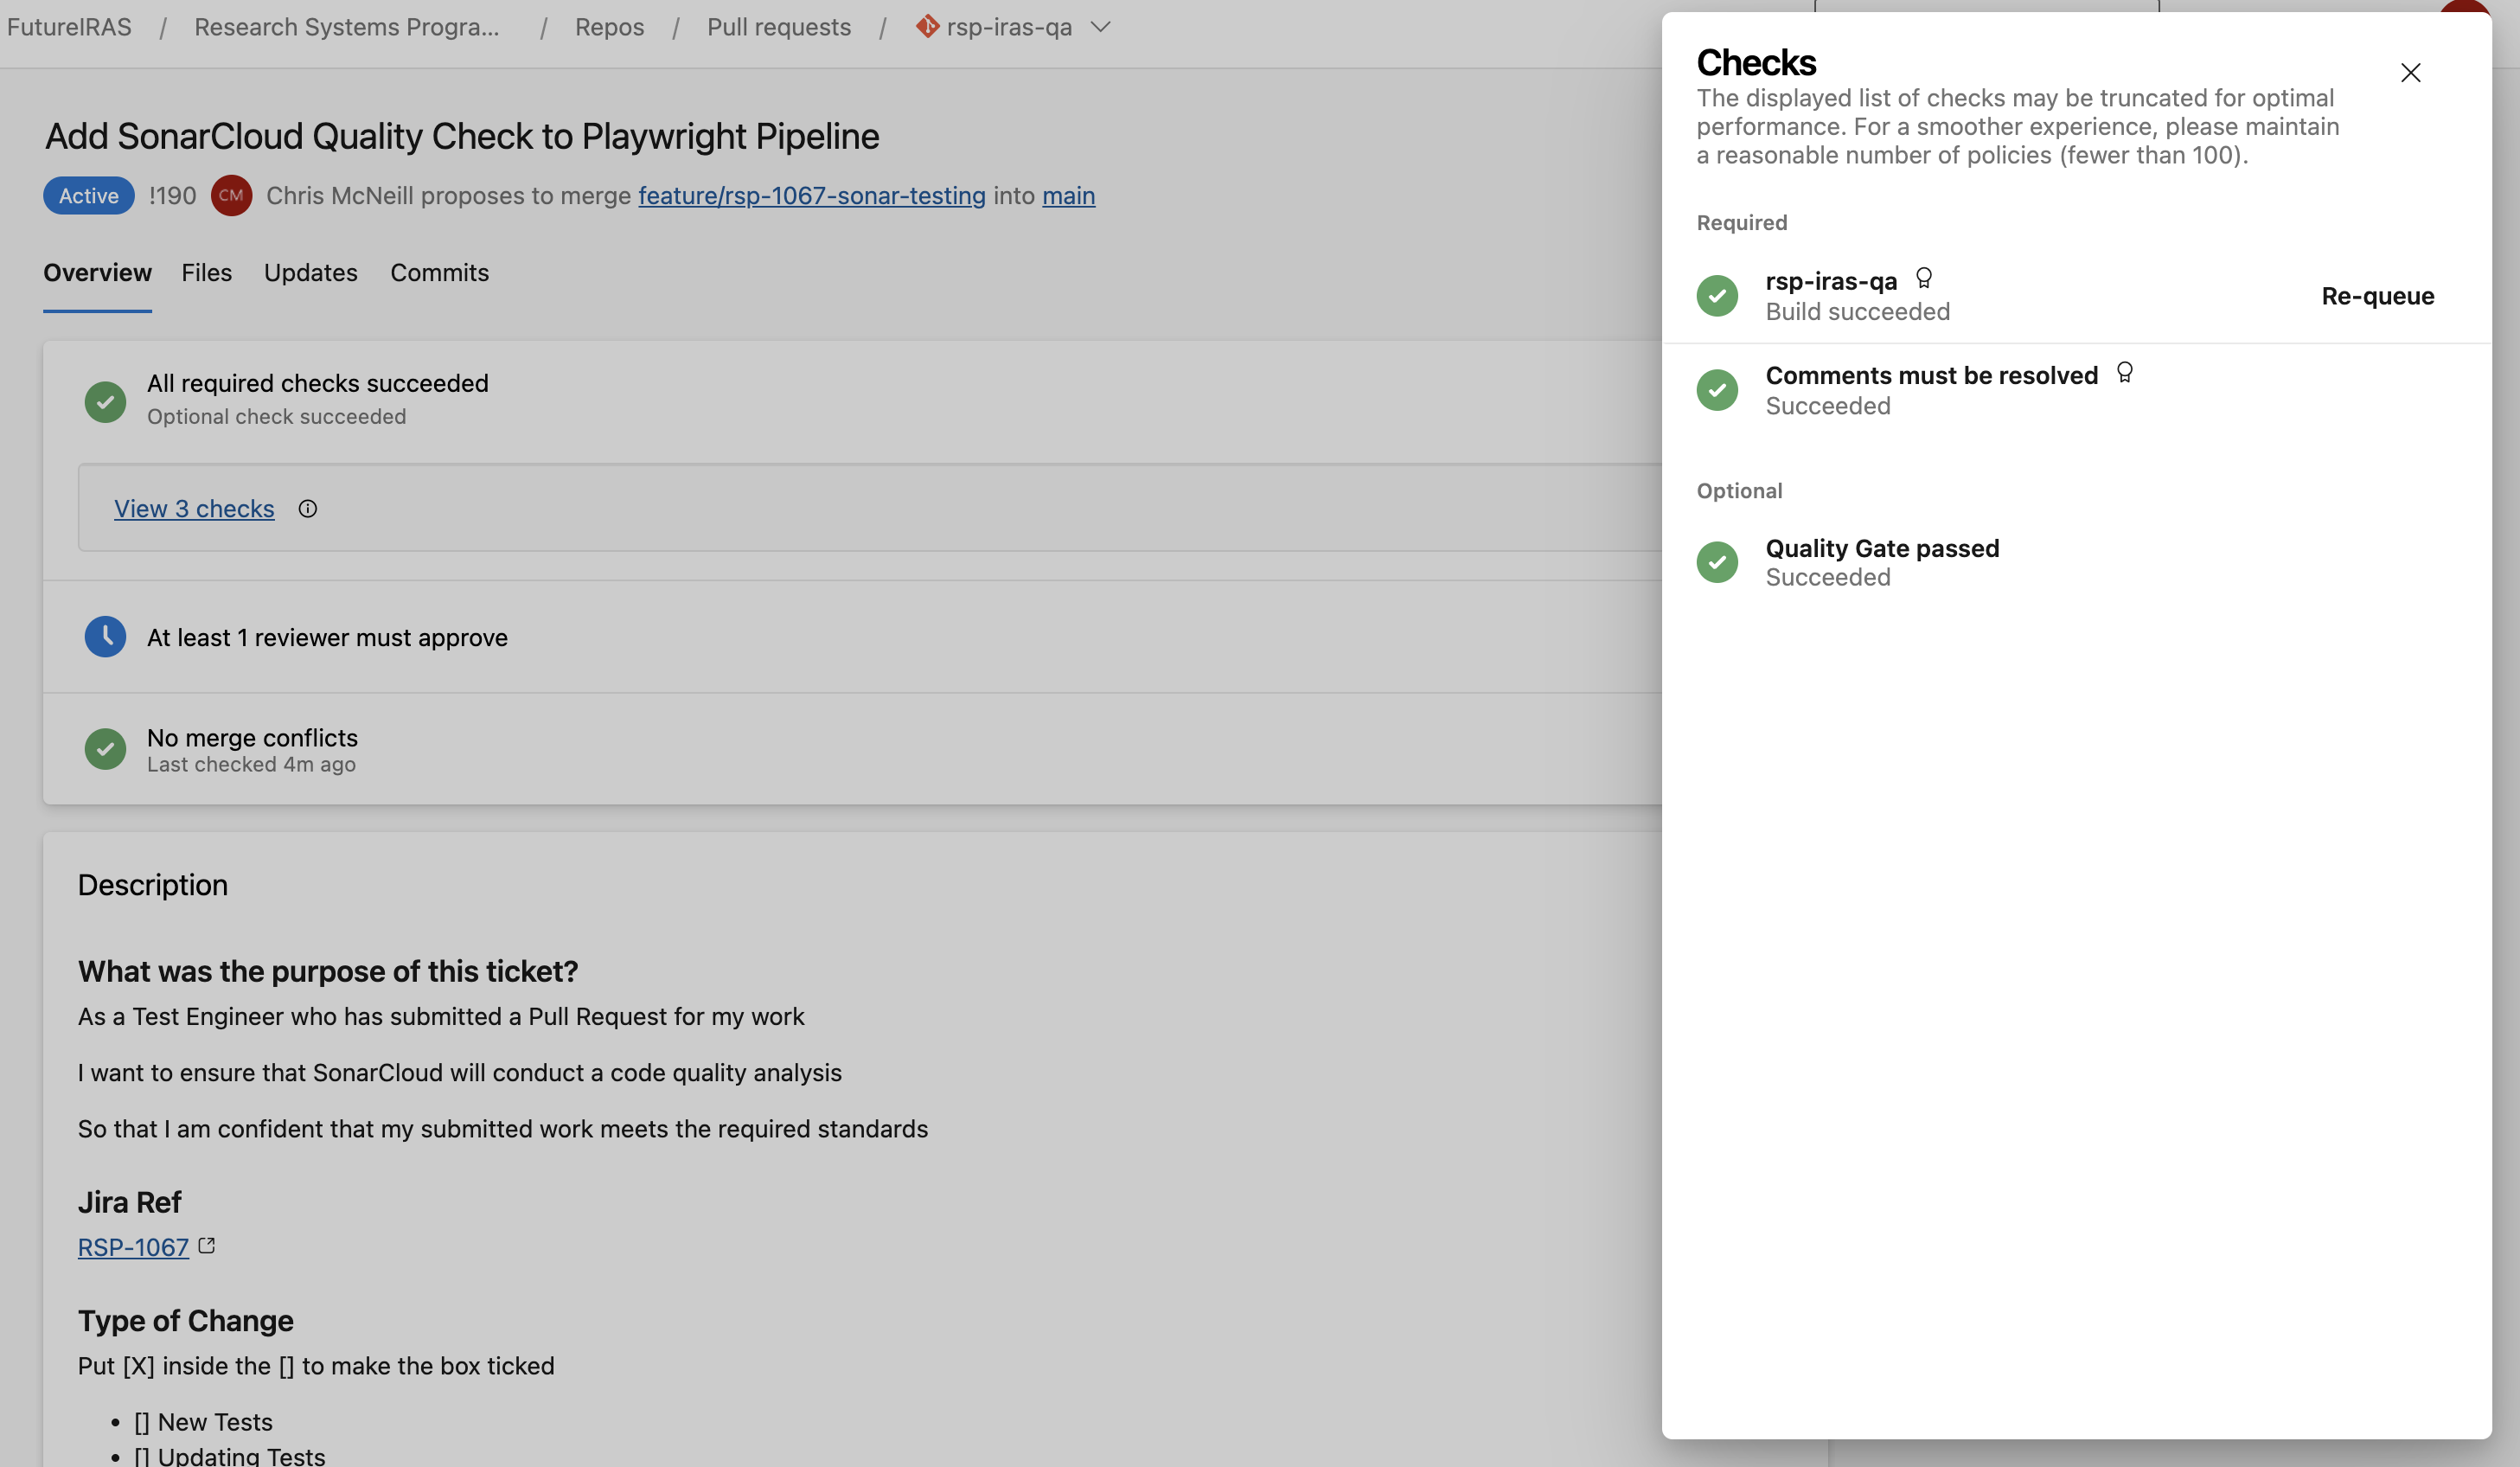 FutureIRAS / Research Systems Progra... / Repos / Pull requests / rsp-iras-qa
Add SonarCloud Quality Check to Playwright Pipeline
Active !190 CM Chris McNeill proposes to merge feature/rsp-1067-sonar-testing into main
Overview Files Updates Commits
All required checks succeeded
Optional check succeeded
View 3 checks
At least 1 reviewer must approve
No merge conflicts
Last checked 4m ago
Description
What was the purpose of this ticket?
As a Test Engineer who has submitted a Pull Request for my work
I want to ensure that SonarCloud will conduct a code quality analysis
So that I am confident that my submitted work meets the required standards
Jira Ref
RSP-1067
Type of Change
Put [X] inside the [] to make the box ticked
• [] New Tests
• [] Updating Tests
Checks
The displayed list of checks may be truncated for optimal
performance. For a smoother experience, please maintain
a reasonable number of policies (fewer than 100).
Required
rsp-iras-qa
Build succeeded
Re-queue
Comments must be resolved
Succeeded
Optional
Quality Gate passed
Succeeded